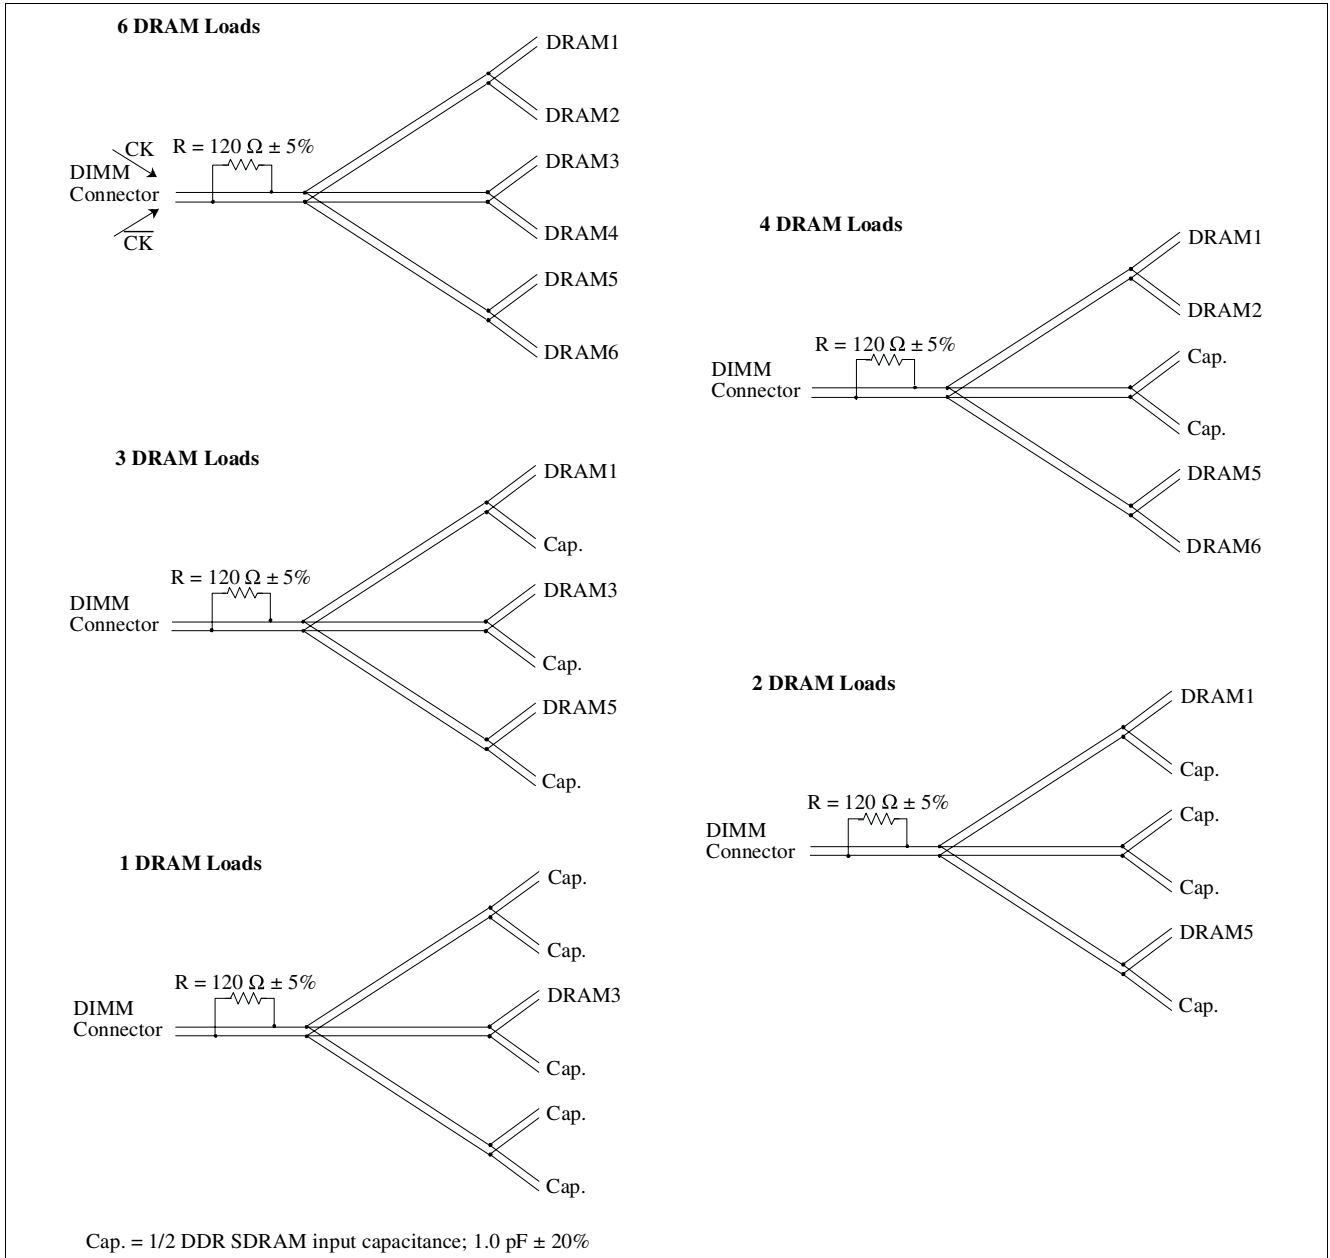 6 DRAM Loads
DRAM1
DRAM2
CK
R = 120 Ω ± 5%
DRAM3
DIMM
Connector
DRAM4
C̅K̅
DRAM5
DRAM6
4 DRAM Loads
DRAM1
DRAM2
R = 120 Ω ± 5%
Cap.
DIMM
Connector
Cap.
DRAM5
DRAM6
3 DRAM Loads
DRAM1
Cap.
R = 120 Ω ± 5%
DRAM3
DIMM
Connector
Cap.
DRAM5
Cap.
2 DRAM Loads
DRAM1
Cap.
R = 120 Ω ± 5%
Cap.
DIMM
Connector
Cap.
DRAM5
Cap.
1 DRAM Loads
Cap.
Cap.
R = 120 Ω ± 5%
DRAM3
DIMM
Connector
Cap.
Cap.
Cap.
Cap. = 1/2 DDR SDRAM input capacitance; 1.0 pF ± 20%